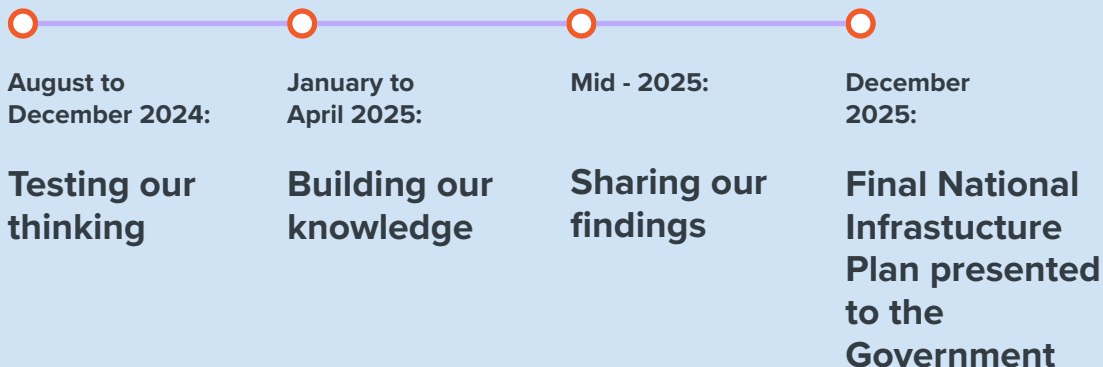 August to
December 2024:
Testing our
thinking
January to
April 2025:
Building our
knowledge
Mid - 2025:
Sharing our
findings
December
2025:
Final National
Infrastucture
Plan presented
to the
Government